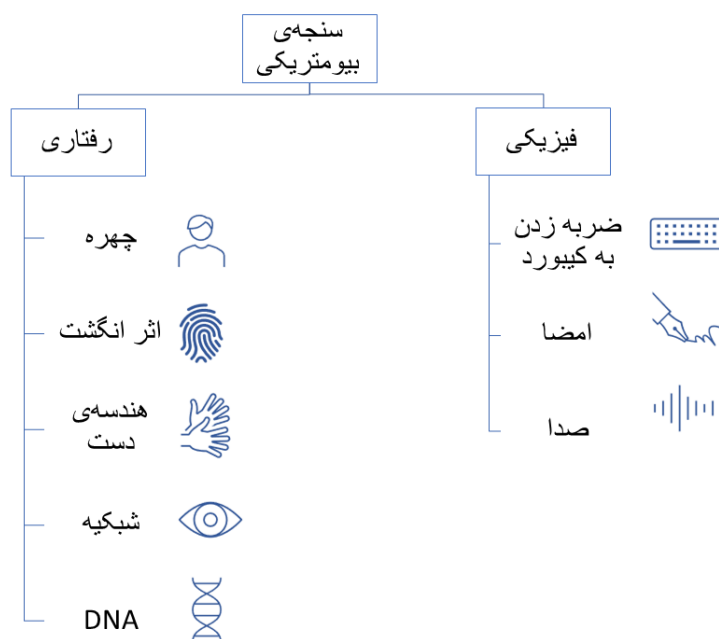 سنجه‌ی
بیومتریکی
فیزیکی
ضربه زدن
به کیبورد
امضا
صدا
رفتاری
چهره
اثر انگشت
هندسه‌ی
دست
شبکیه
DNA